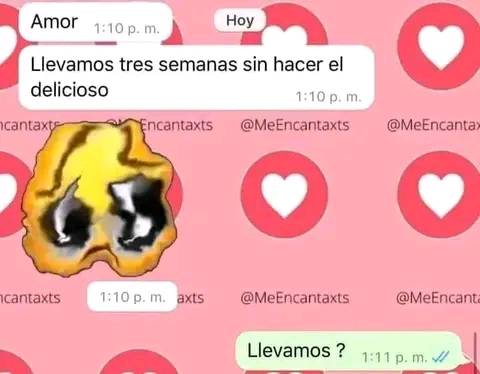 Amor 1:10 p. m.
Hoy
Llevamos tres semanas sin hacer el
delicioso
1:10 p. m.
ncantaxts @MeEncantaxts @MeEncantaxts @MeEncantax
1:10 p. m.
ncantaxts axts @MeEncantaxts @MeEncanta
Llevamos ? 1:11 p. m.